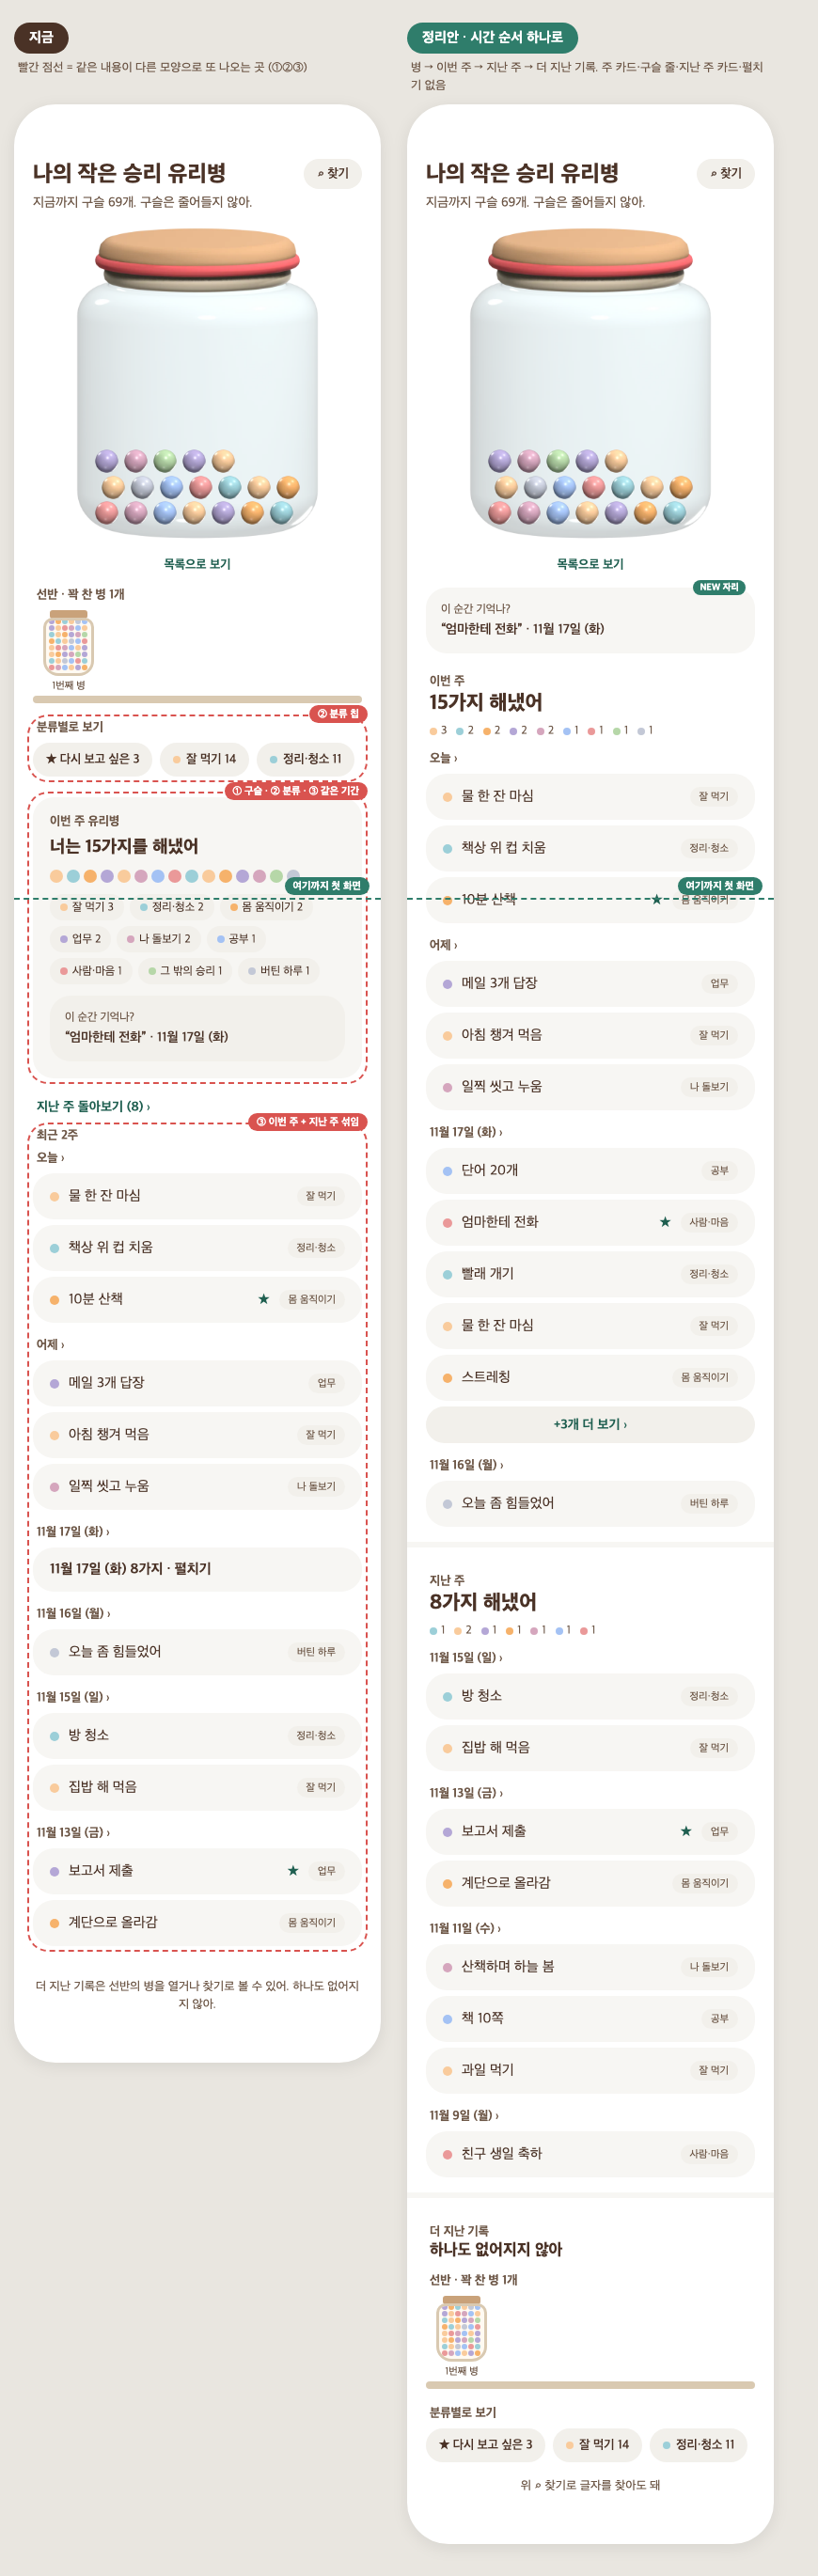 지금
빨간 점선 = 같은 내용이 다른 모양으로 또 나오는 곳 (①②③)
나의 작은 승리 유리병
⌕ 찾기
지금까지 구슬 69개. 구슬은 줄어들지 않아.
목록으로 보기
선반 · 꽉 찬 병 1개
1번째 병
② 분류 칩
분류별로 보기
★ 다시 보고 싶은 3
잘 먹기 14
정리·청소 11
① 구슬 · ② 분류 · ③ 같은 기간
이번 주 유리병
너는 15가지를 해냈어
여기까지 첫 화면
잘 먹기 3
정리·청소 2
몸 움직이기 2
업무 2
나 돌보기 2
공부 1
사람·마음 1
그 밖의 승리 1
버틴 하루 1
이 순간 기억나?
“엄마한테 전화” · 11월 17일 (화)
지난 주 돌아보기 (8) ›
③ 이번 주 + 지난 주 섞임
최근 2주
오늘 ›
물 한 잔 마심
잘 먹기
책상 위 컵 치움
정리·청소
10분 산책
★
몸 움직이기
어제 ›
메일 3개 답장
업무
아침 챙겨 먹음
잘 먹기
일찍 씻고 누움
나 돌보기
11월 17일 (화) ›
11월 17일 (화) 8가지 · 펼치기
11월 16일 (월) ›
오늘 좀 힘들었어
버틴 하루
11월 15일 (일) ›
방 청소
정리·청소
집밥 해 먹음
잘 먹기
11월 13일 (금) ›
보고서 제출
★
업무
계단으로 올라감
몸 움직이기
더 지난 기록은 선반의 병을 열거나 찾기로 볼 수 있어. 하나도 없어지
지 않아.
정리안 · 시간 순서 하나로
병 → 이번 주 → 지난 주 → 더 지난 기록. 주 카드·구슬 줄·지난 주 카드·펼치
기 없음
나의 작은 승리 유리병
⌕ 찾기
지금까지 구슬 69개. 구슬은 줄어들지 않아.
목록으로 보기
NEW 자리
이 순간 기억나?
“엄마한테 전화” · 11월 17일 (화)
이번 주
15가지 해냈어
3 2 2 2 2 1 1 1 1
오늘 ›
물 한 잔 마심
잘 먹기
책상 위 컵 치움
정리·청소
여기까지 첫 화면
10분 산책
★
몸 움직이기
어제 ›
메일 3개 답장
업무
아침 챙겨 먹음
잘 먹기
일찍 씻고 누움
나 돌보기
11월 17일 (화) ›
단어 20개
공부
엄마한테 전화
★
사람·마음
빨래 개기
정리·청소
물 한 잔 마심
잘 먹기
스트레칭
몸 움직이기
+3개 더 보기 ›
11월 16일 (월) ›
오늘 좀 힘들었어
버틴 하루
지난 주
8가지 해냈어
1 2 1 1 1 1 1
11월 15일 (일) ›
방 청소
정리·청소
집밥 해 먹음
잘 먹기
11월 13일 (금) ›
보고서 제출
★
업무
계단으로 올라감
몸 움직이기
11월 11일 (수) ›
산책하며 하늘 봄
나 돌보기
책 10쪽
공부
과일 먹기
잘 먹기
11월 9일 (월) ›
친구 생일 축하
사람·마음
더 지난 기록
하나도 없어지지 않아
선반 · 꽉 찬 병 1개
1번째 병
분류별로 보기
★ 다시 보고 싶은 3
잘 먹기 14
정리·청소 11
위 ⌕ 찾기로 글자를 찾아도 돼